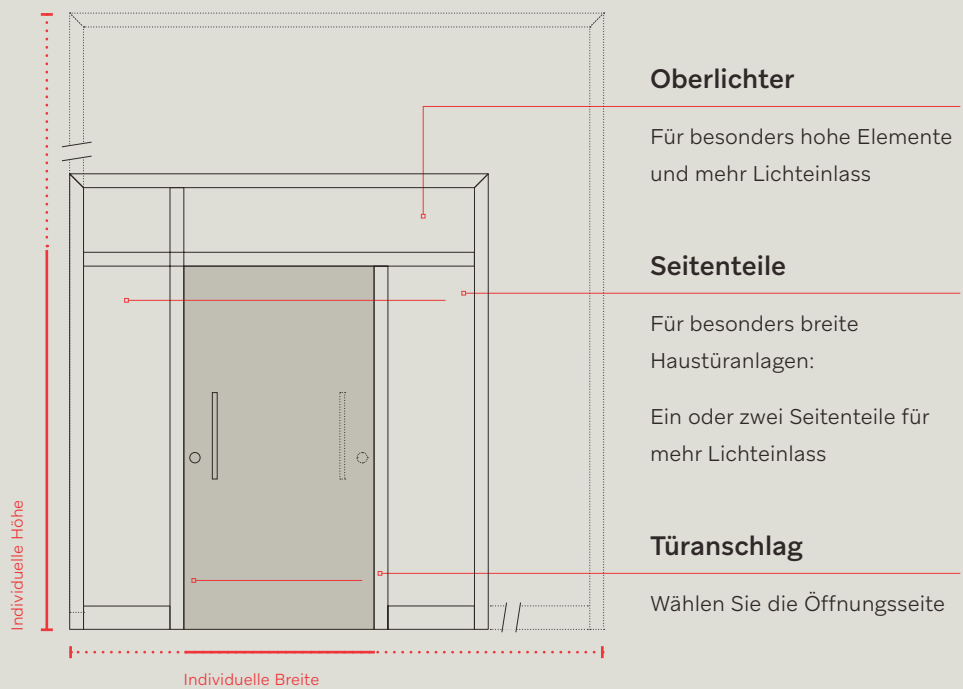 Oberlichter
Für besonders hohe Elemente
und mehr Lichteinlass
Seitenteile
Für besonders breite
Haustüranlagen:
Ein oder zwei Seitenteile für
mehr Lichteinlass
Türanschlag
Wählen Sie die Öffnungsseite
Individuelle Höhe
Individuelle Breite